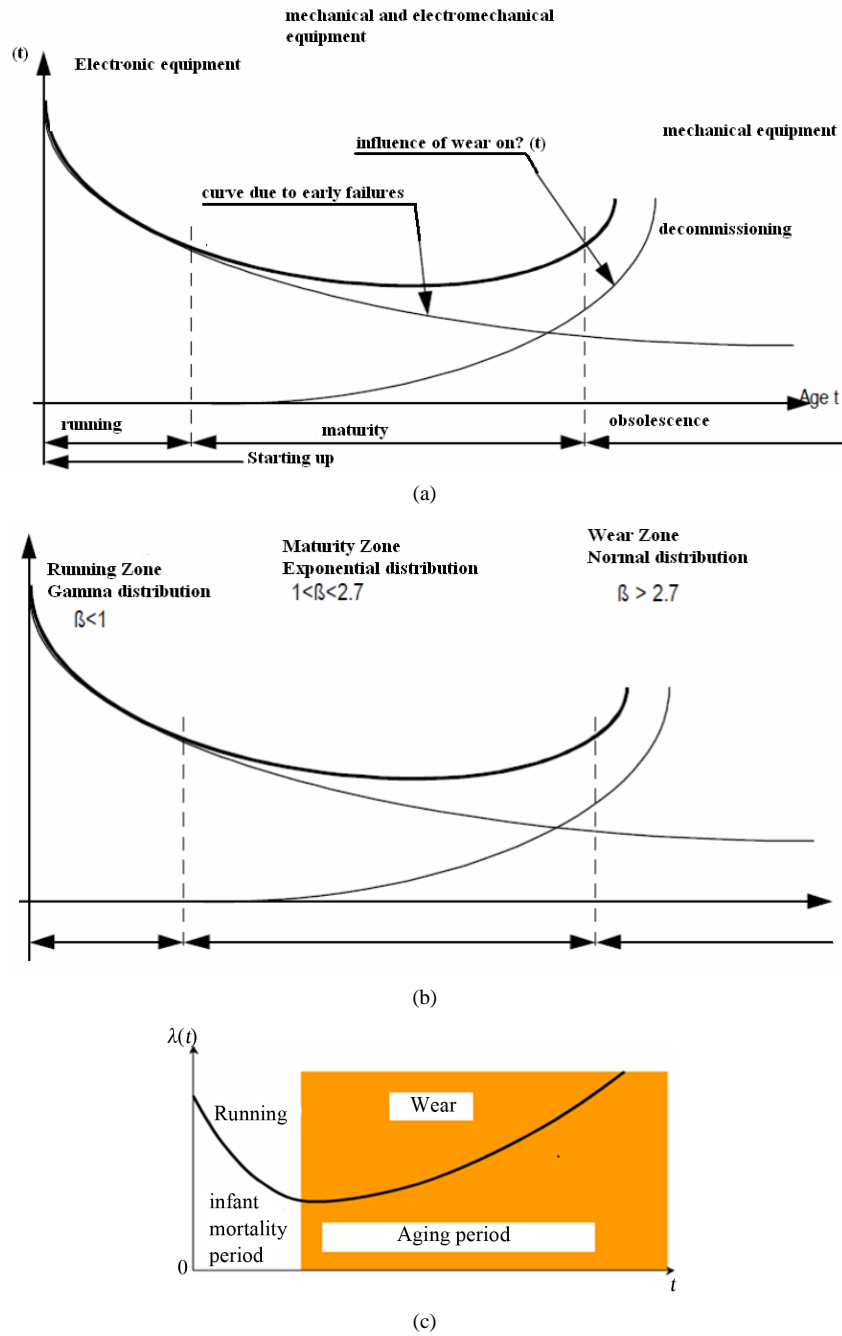 mechanical and electromechanical
equipment
(t)
Electronic equipment
mechanical equipment
influence of wear on? (t)
curve due to early failures
decommissioning
Age t
running
maturity
obsolescence
Starting up
(a)
Running Zone
Gamma distribution
ß<1
Maturity Zone
Exponential distribution
1<ß<2.7
Wear Zone
Normal distribution
ß > 2.7
(b)
λ(t)
Running
Wear
infant
mortality
period
Aging period
0
t
(c)